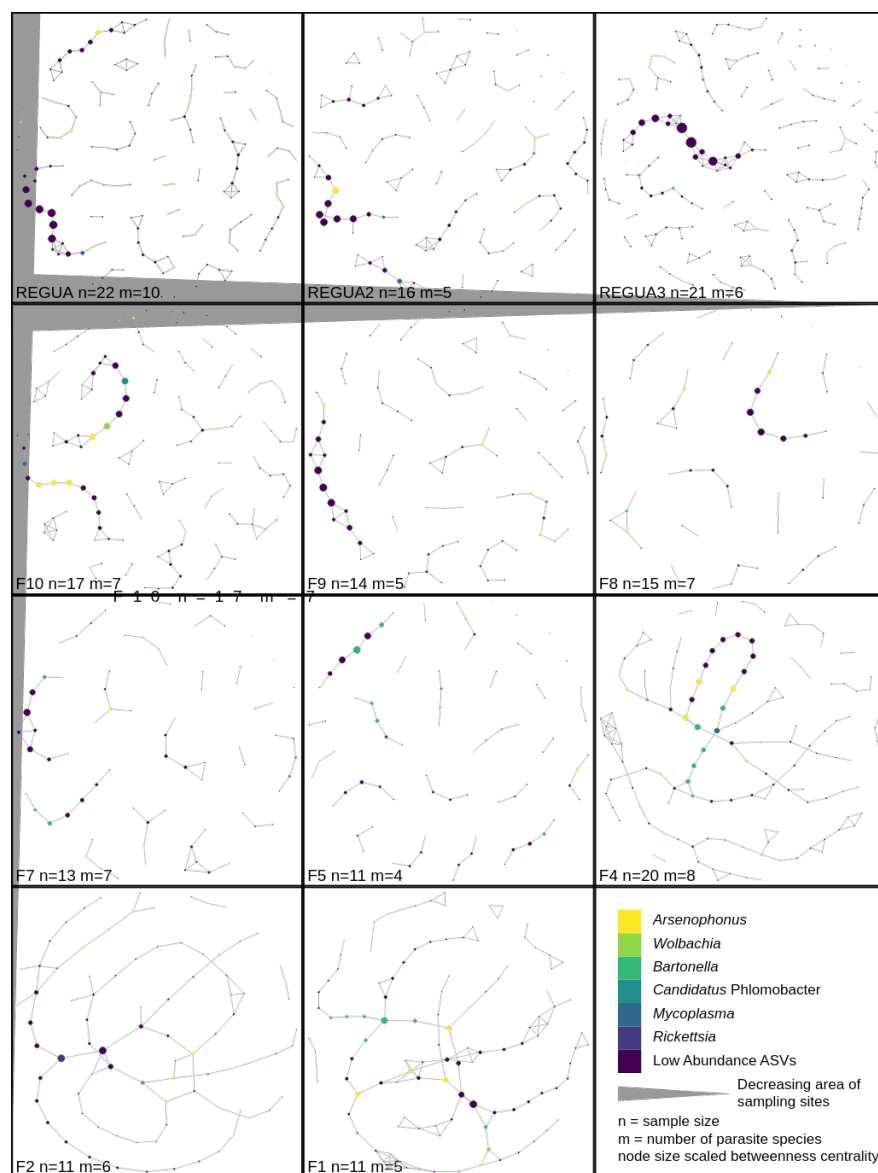 REGUA n=22 m=10
REGUA2 n=16 m=5
REGUA3 n=21 m=6
F10 n=17 m=7
F9 n=14 m=5
F8 n=15 m=7
F 1 0 n = 1 7 m = 7
F7 n=13 m=7
F5 n=11 m=4
F4 n=20 m=8
F2 n=11 m=6
F1 n=11 m=5
Arsenophonus
Wolbachia
Bartonella
Candidatus Phlomobacter
Mycoplasma
Rickettsia
Low Abundance ASVs
Decreasing area of
sampling sites
n = sample size
m = number of parasite species
node size scaled betweenness centrality